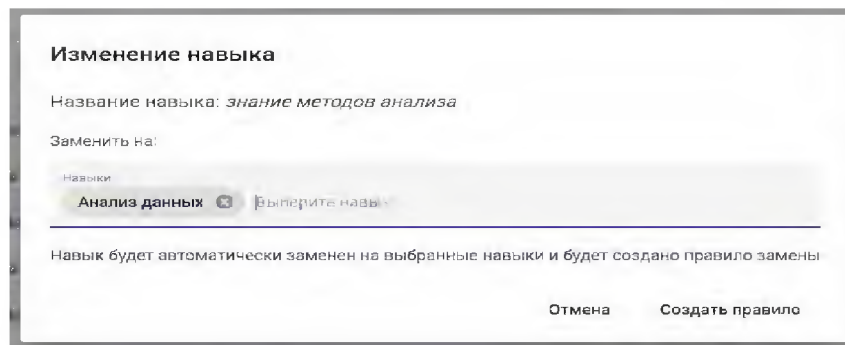 Изменение навыка
Название навыка: знание методов анализа
Заменить на:
Навыки
Анализ данных
Навык будет автоматически заменен на выбранные навыки и будет создано правило замены
Отмена Создать правило